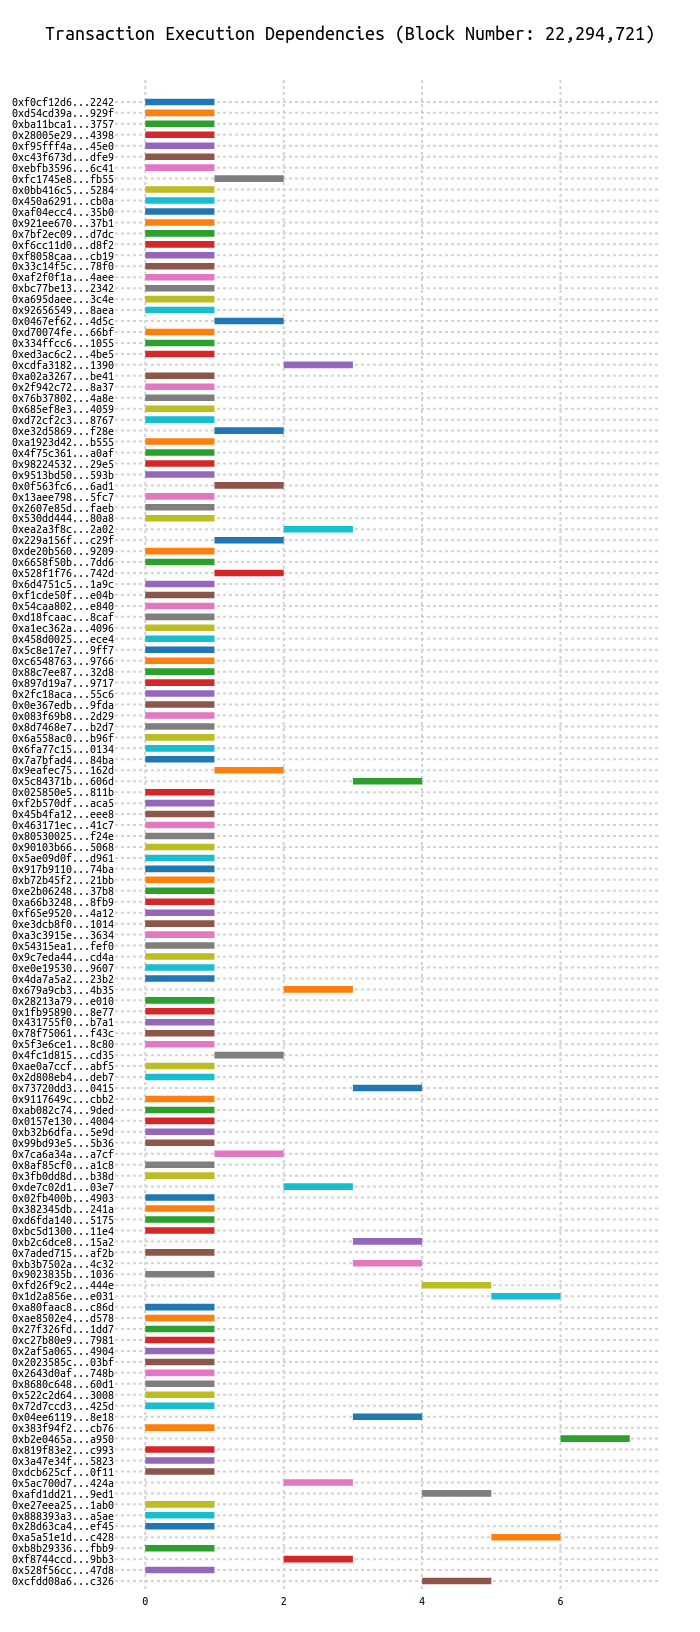 Transaction Execution Dependencies (Block Number: 22,294,721)
0xf0cf12d6...2242
0xd54cd39a...929f
0xba11bca1...3757
0x28005e29...4398
0xf95fff4a...45e0
0xc43f673d...dfe9
0xebfb3596...6c41
0xfc1745e8...fb55
0x0bb416c5...5284
0x450a6291...cb0a
0xaf04ecc4...35b0
0x921ee670...37b1
0x7bf2ec09...d7dc
0xf6cc11d0...d8f2
0xf8058caa...cb19
0x33c14f5c...78f0
0xaf2f0f1a...4aee
0xbc77be13...2342
0xa695daee...3c4e
0x92656549...8aea
0x0467ef62...4d5c
0xd70074fe...66bf
0x334ffcc6...1055
0xed3ac6c2...4be5
0xcdfa3182...1390
0xa02a3267...be41
0x2f942c72...8a37
0x76b37802...4a8e
0x685ef8e3...4059
0xd72cf2c3...8767
0xe32d5869...f28e
0xa1923d42...b555
0x4f75c361...a0af
0x98224532...29e5
0x9513bd50...593b
0x0f563fc6...6ad1
0x13aee798...5fc7
0x2607e85d...faeb
0x530dd444...80a8
0xea2a3f8c...2a02
0x229a156f...c29f
0xde20b560...9209
0x6658f50b...7dd6
0x528f1f76...742d
0x6d4751c5...1a9c
0xf1cde50f...e04b
0x54caa802...e840
0xd18fcaac...8caf
0xa1ec362a...4096
0x458d0025...ece4
0x5c8e17e7...9ff7
0xc6548763...9766
0x88c7ee87...32d8
0x897d19a7...9717
0x2fc18aca...55c6
0x0e367edb...9fda
0x083f69b8...2d29
0x8d7468e7...b2d7
0x6a558ac0...b96f
0x6fa77c15...0134
0x7a7bfad4...84ba
0x9eafec75...162d
0x5c84371b...606d
0x025850e5...811b
0xf2b570df...aca5
0x45b4fa12...eee8
0x463171ec...41c7
0x80530025...f24e
0x90103b66...5068
0x5ae09d0f...d961
0x917b9110...74ba
0xb72b45f2...21bb
0xe2b06248...37b8
0xa66b3248...8fb9
0xf65e9520...4a12
0xe3dcb8f0...1014
0xa3c3915e...3634
0x54315ea1...fef0
0x9c7eda44...cd4a
0xe0e19530...9607
0x4da7a5a2...23b2
0x679a9cb3...4b35
0x28213a79...e010
0x1fb95890...8e77
0x431755f0...b7a1
0x78f75061...f43c
0x5f3e6ce1...8c80
0x4fc1d815...cd35
0xae0a7ccf...abf5
0x2d808eb4...deb7
0x73720dd3...0415
0x9117649c...cbb2
0xab082c74...9ded
0x0157e130...4004
0xb32b6dfa...5e9d
0x99bd93e5...5b36
0x7ca6a34a...a7cf
0x8af85cf0...a1c8
0x3fb0dd8d...b38d
0xde7c02d1...03e7
0x02fb400b...4903
0x382345db...241a
0xd6fda140...5175
0xbc5d1300...11e4
0xb2c6dce8...15a2
0x7aded715...af2b
0xb3b7502a...4c32
0x9023835b...1036
0xfd26f9c2...444e
0x1d2a856e...e031
0xa80faac8...c86d
0xae8502e4...d578
0x27f326fd...1dd7
0xc27b80e9...7981
0x2af5a065...4904
0x2023585c...03bf
0x2643d0af...748b
0x8680c648...60d1
0x522c2d64...3008
0x72d7ccd3...425d
0x04ee6119...8e18
0x383f94f2...cb76
0xb2e0465a...a950
0x819f83e2...c993
0x3a47e34f...5823
0xdcb625cf...0f11
0x5ac700d7...424a
0xafd1dd21...9ed1
0xe27eea25...1ab0
0x888393a3...a5ae
0x28d63ca4...ef45
0xa5a51e1d...c428
0xb8b29336...fbb9
0xf8744ccd...9bb3
0x528f56cc...47d8
0xcfdd08a6...c326
0 2 4 6